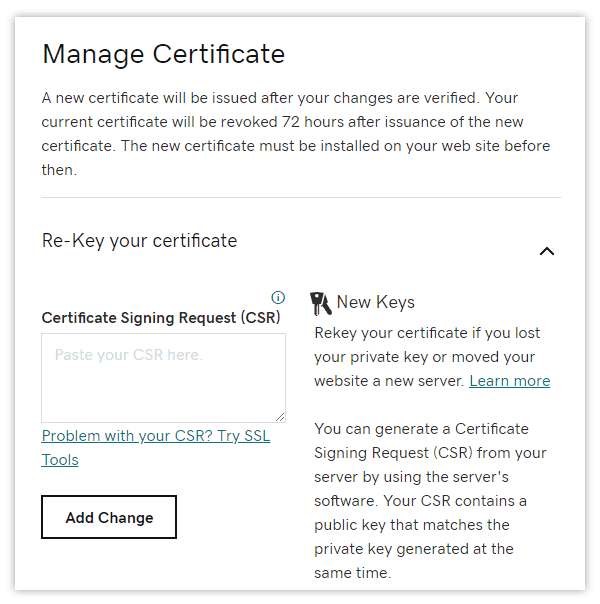 Manage Certificate
A new certificate will be issued after your changes are verified. Your
current certificate will be revoked 72 hours after issuance of the new
certificate. The new certificate must be installed on your web site before
then.
Re-Key your certificate
Certificate Signing Request (CSR)
Paste your CSR here.
Problem with your CSR? Try SSL
Tools
Add Change
New Keys
Rekey your certificate if you lost
your private key or moved your
website a new server. Learn more
You can generate a Certificate
Signing Request (CSR) from your
server by using the server's
software. Your CSR contains a
public key that matches the
private key generated at the
same time.